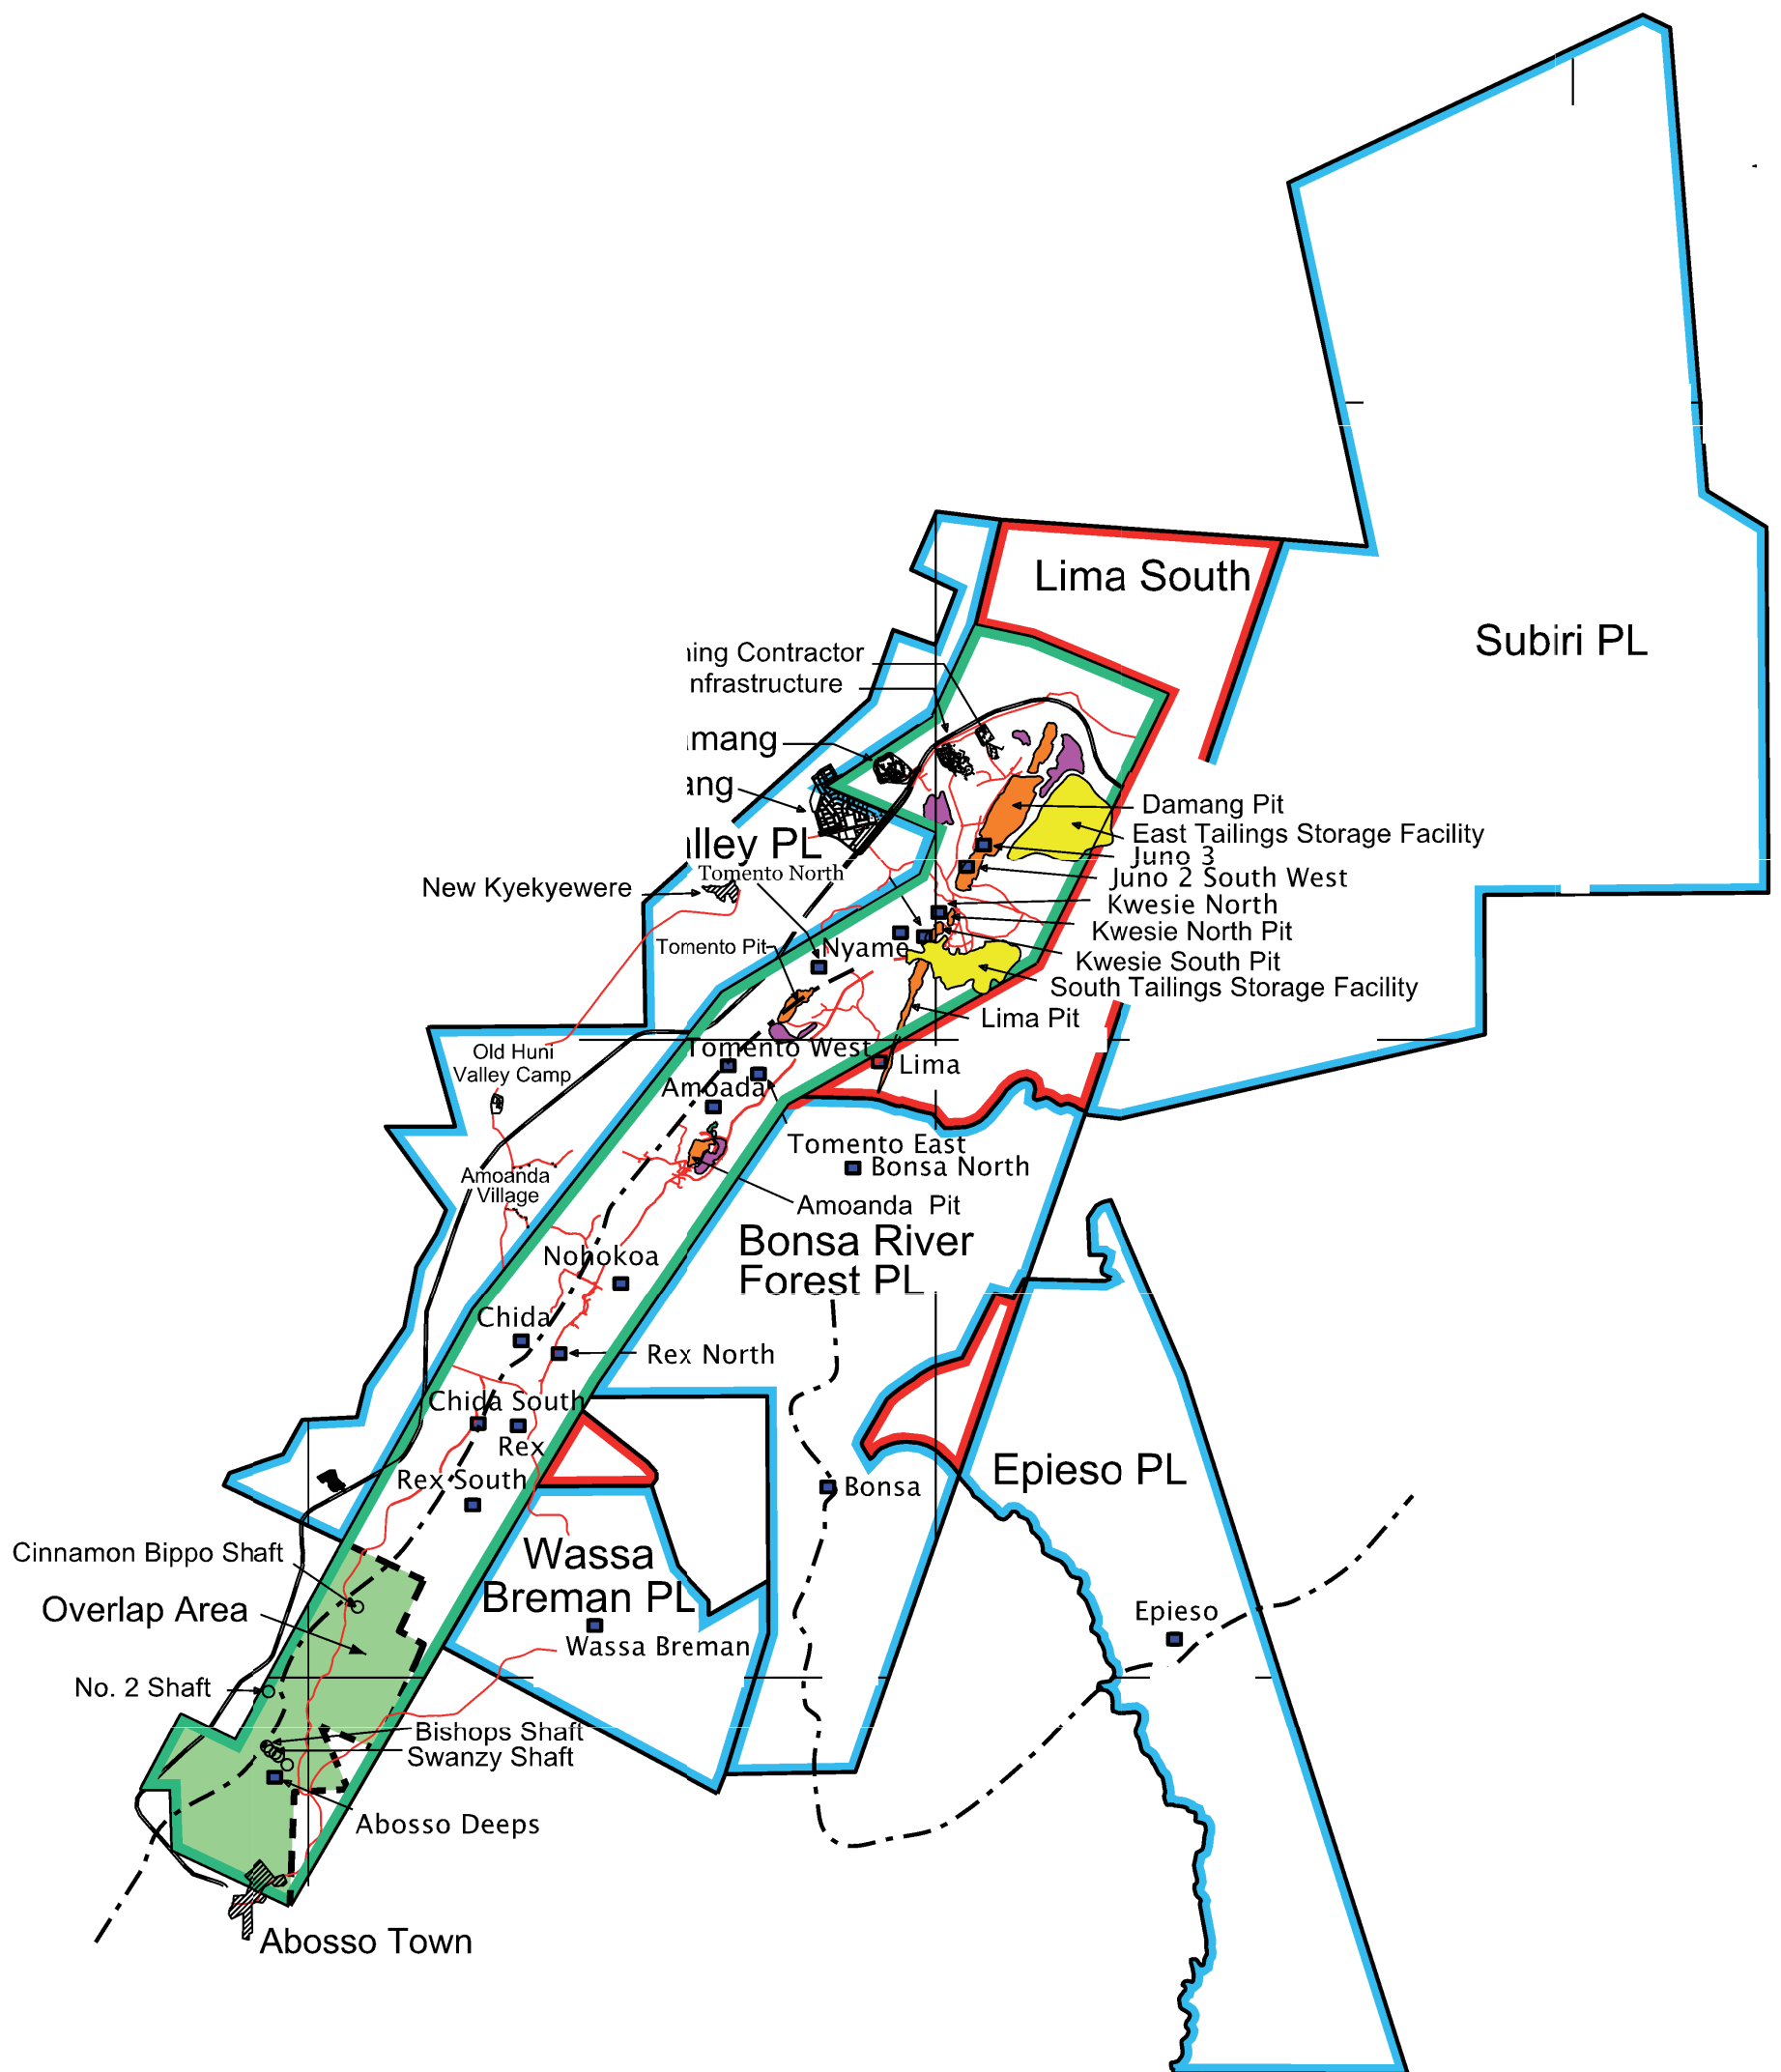 Lima South
Subiri PL
ning Contractor
nfrastructure
mang
ang
Damang Pit
East Tailings Storage Facility
Juno 3
lley PL
Tomento North
Juno 2 South West
New Kyekyewere
Kwesie North
Kwesie North Pit
Tomento Pit
Nyame
Kwesie South Pit
South Tailings Storage Facility
Lima Pit
Old Huni
Valley Camp
Tomento West
Lima
Amoada
Tomento East
Bonsa North
Amoanda
Village
Amoanda Pit
Bonsa River
Forest PL
Nohokoa
Chida
Rex North
Chida South
Rex
Rex South
Epieso PL
Bonsa
Cinnamon Bippo Shaft
Wassa
Breman PL
Overlap Area
Epieso
Wassa Breman
No. 2 Shaft
Bishops Shaft
Swanzy Shaft
Abosso Deeps
Abosso Town